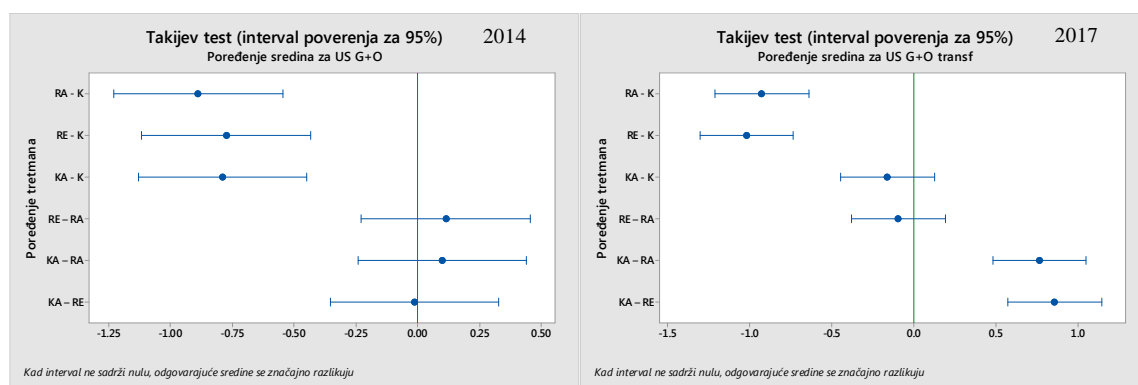 Takijev test (interval poverenja za 95%) 2014
Poređenje sredina za US G+O
Poređenje tretmana
RA - K
RE - K
KA - K
RE – RA
KA – RA
KA – RE
-1.25 -1.00 -0.75 -0.50 -0.25 0.00 0.25 0.50
Kad interval ne sadrži nulu, odgovarajuće sredine se značajno razlikuju
Takijev test (interval poverenja za 95%) 2017
Poređenje sredina za US G+O transf
Poređenje tretmana
RA - K
RE - K
KA - K
RE – RA
KA – RA
KA – RE
-1.5 -1.0 -0.5 0.0 0.5 1.0
Kad interval ne sadrži nulu, odgovarajuće sredine se značajno razlikuju